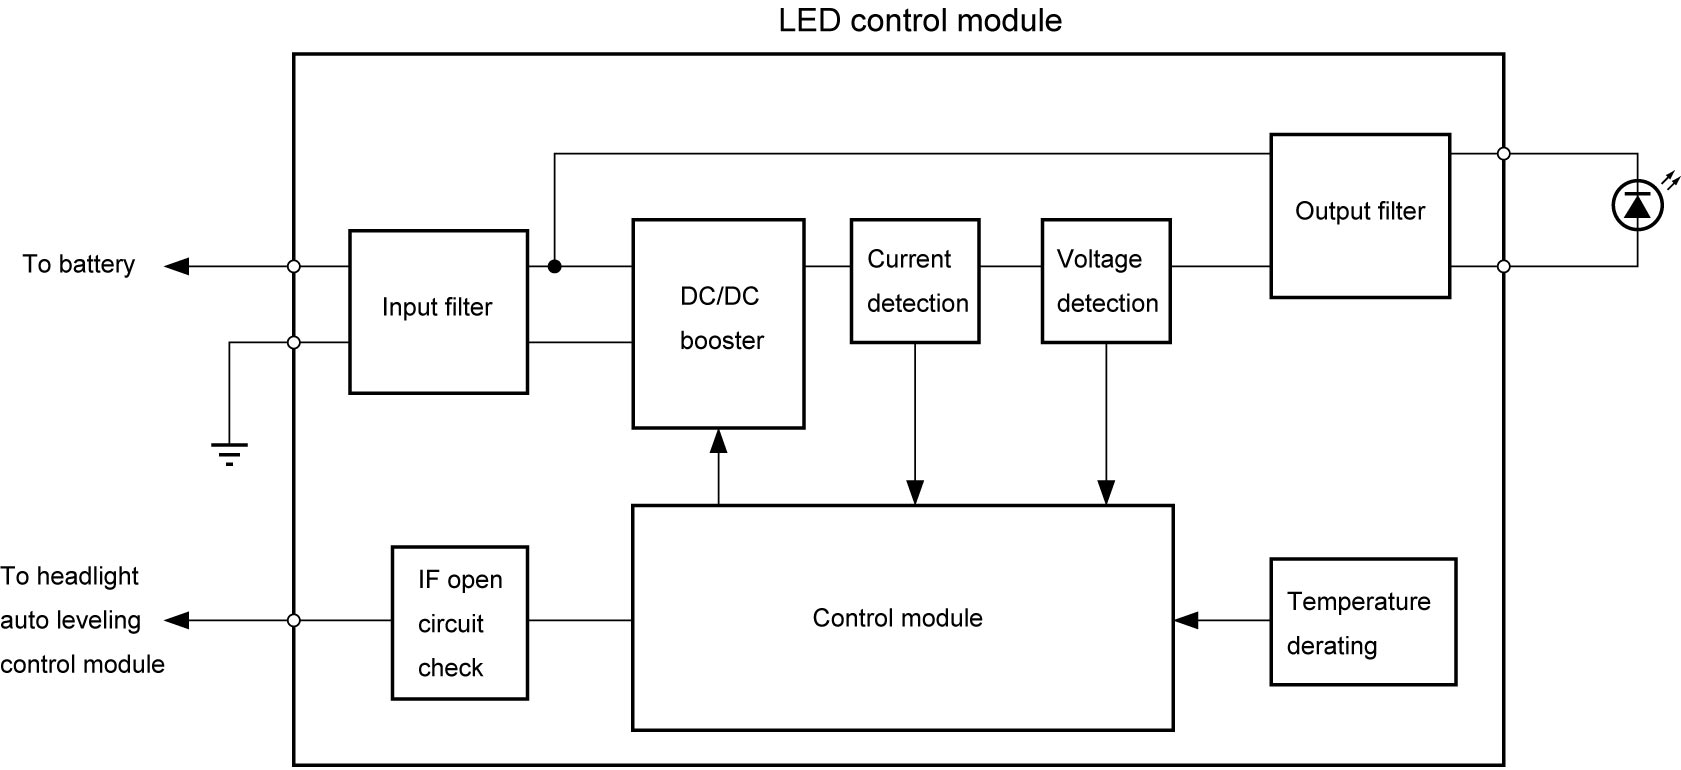 LED control module
To battery
Input filter
DC/DC
booster
Current
detection
Voltage
detection
Output filter
To headlight
auto leveling
control module
IF open
circuit
check
Control module
Temperature
derating